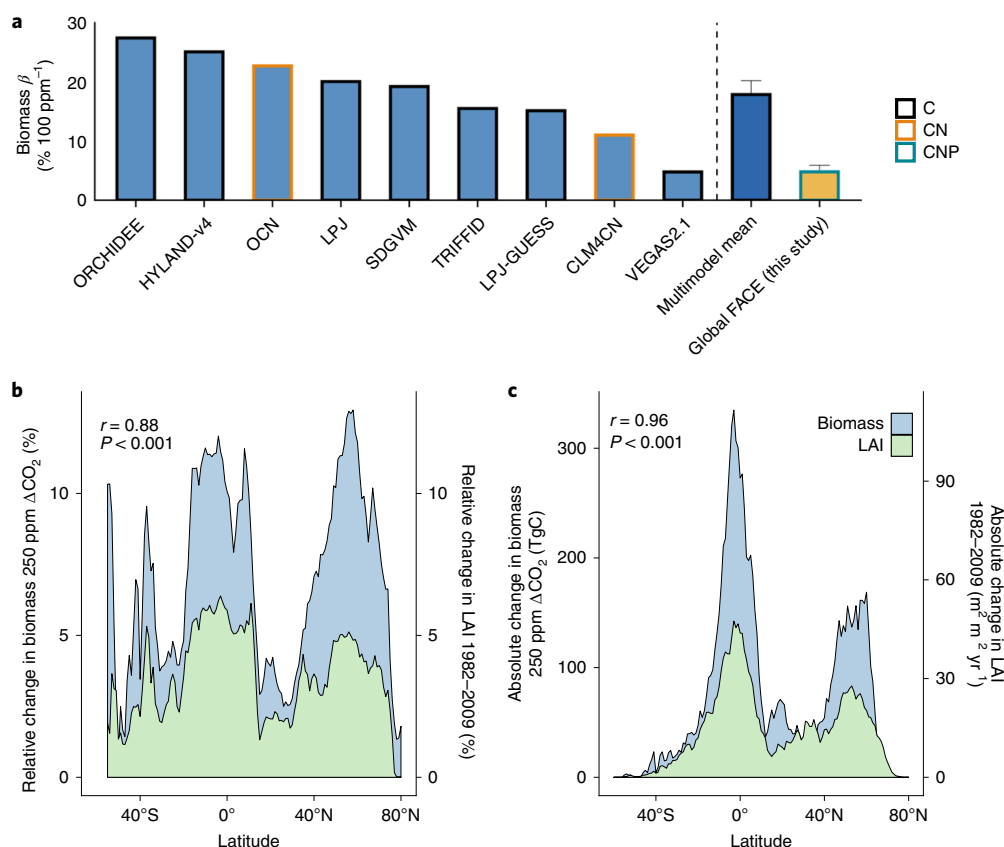 a
Biomass β
(% 100 ppm⁻¹)
30
20
10
0
ORCHIDEE
HYLAND-v4
OCN
LPJ
SDGVM
TRIFFID
LPJ-GUESS
CLM4CN
VEGAS2.1
Multimodel mean
Global FACE (this study)
C
CN
CNP
b
Relative change in biomass 250 ppm ΔCO₂ (%)
r = 0.88
P < 0.001
10
5
0
10
5
0
Relative change in LAI 1982–2009 (%)
40°S
0°
40°N
80°N
Latitude
c
Absolute change in biomass
250 ppm ΔCO₂ (TgC)
r = 0.96
P < 0.001
Biomass
LAI
300
200
100
0
90
60
30
0
Absolute change in LAI
1982–2009 (m² m² yr⁻¹)
40°S
0°
40°N
80°N
Latitude